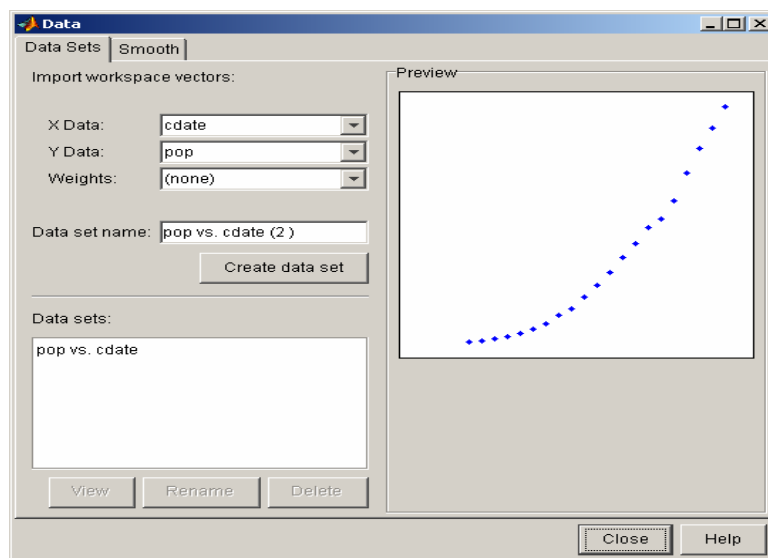 Data
Data Sets
Smooth
Import workspace vectors:
X Data:
cdate
Y Data:
pop
Weights:
(none)
Data set name:
pop vs. cdate (2 )
Create data set
Data sets:
pop vs. cdate
View
Rename
Delete
Preview
Close
Help